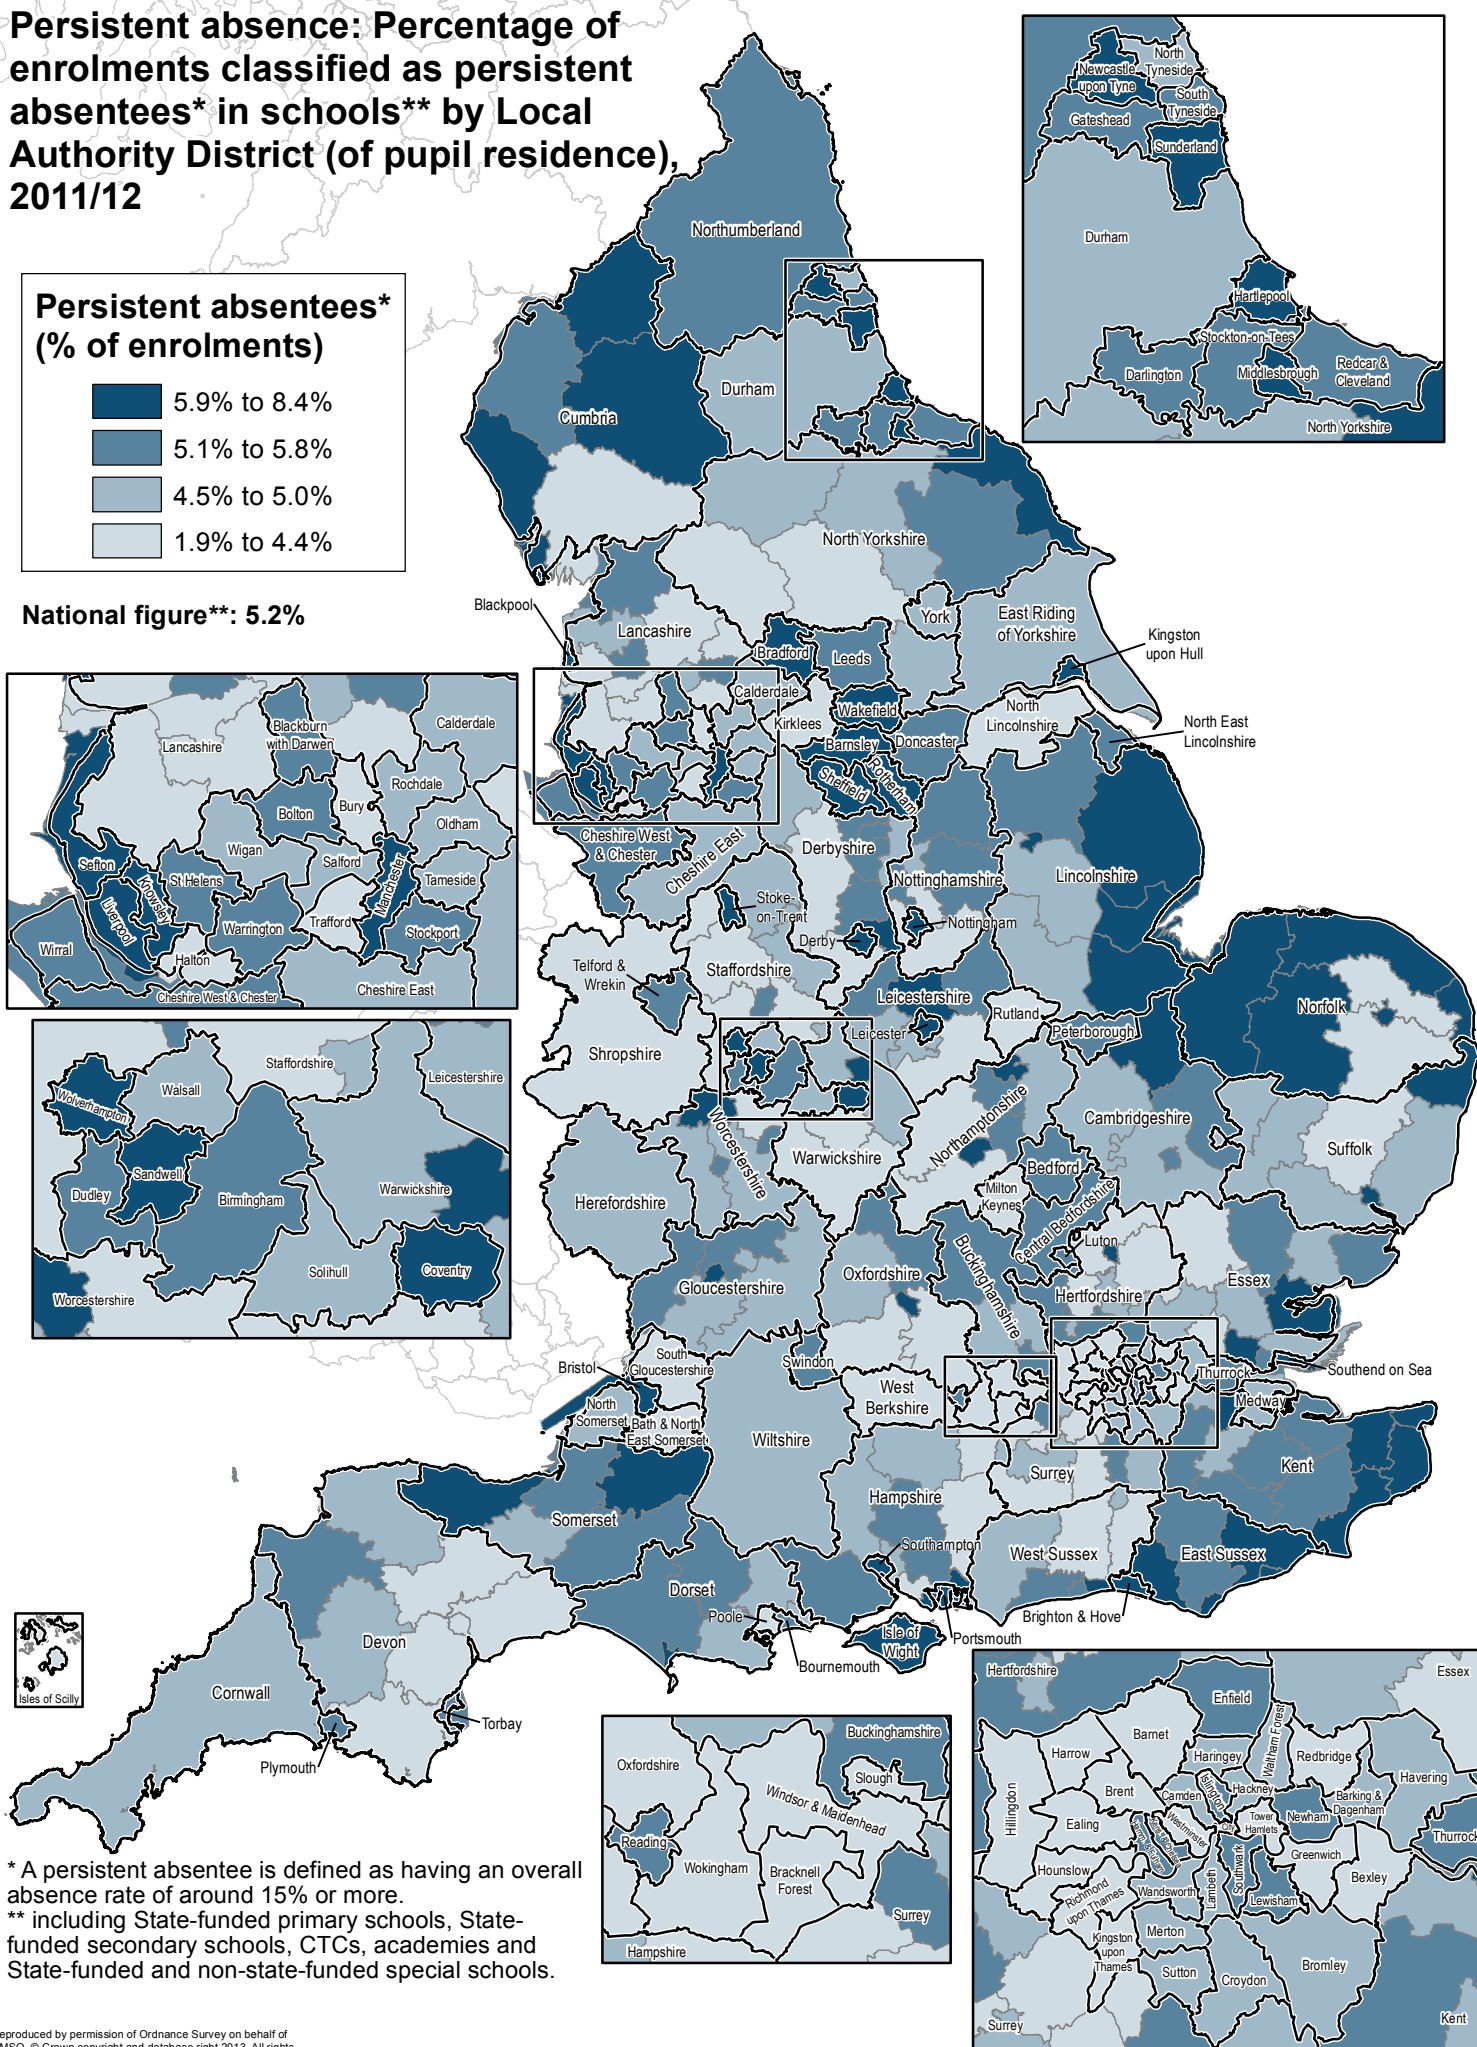 Persistent absence: Percentage of
enrolments classified as persistent
absentees* in schools** by Local
Authority District (of pupil residence),
2011/12
Persistent absentees*
(% of enrolments)
5.9% to 8.4%
5.1% to 5.8%
4.5% to 5.0%
1.9% to 4.4%
National figure**: 5.2%
North
Tyneside
Newcastle
upon Tyne
South
Tyneside
Gateshead
Sunderland
Durham
Hartlepool
Stockton-on-Tees
Darlington
Middlesbrough
Redcar &
Cleveland
North Yorkshire
Northumberland
Durham
Cumbria
North Yorkshire
Blackpool
Lancashire
York
East Riding
of Yorkshire
Kingston
upon Hull
Bradford
Leeds
Calderdale
Kirklees
Wakefield
North
Lincolnshire
North East
Lincolnshire
Barnsley
Doncaster
Rotherham
Sheffield
Cheshire West
& Chester
Cheshire East
Derbyshire
Nottinghamshire
Lincolnshire
Stoke-
on-Trent
Nottingham
Derby
Telford &
Wrekin
Staffordshire
Leicestershire
Rutland
Norfolk
Leicester
Peterborough
Shropshire
Worcestershire
Warwickshire
Northamptonshire
Cambridgeshire
Suffolk
Bedford
Herefordshire
Milton
Keynes
Central Bedfordshire
Luton
Buckinghamshire
Gloucestershire
Oxfordshire
Hertfordshire
Essex
South
Gloucestershire
Bristol
Swindon
Thurrock
Southend on Sea
West
Berkshire
Medway
North
Somerset
Bath & North
East Somerset
Wiltshire
Surrey
Kent
Hampshire
Somerset
Southampton
West Sussex
East Sussex
Dorset
Poole
Brighton & Hove
Isle of
Wight
Portsmouth
Bournemouth
Devon
Cornwall
Torbay
Plymouth
Isles of Scilly
Blackburn
with Darwen
Calderdale
Lancashire
Rochdale
Bury
Bolton
Oldham
Wigan
Salford
Sefton
Manchester
Knowsley
St Helens
Tameside
Liverpool
Trafford
Warrington
Stockport
Wirral
Halton
Cheshire West & Chester
Cheshire East
Staffordshire
Leicestershire
Walsall
Wolverhampton
Sandwell
Dudley
Birmingham
Warwickshire
Solihull
Coventry
Worcestershire
Buckinghamshire
Oxfordshire
Slough
Windsor & Maidenhead
Reading
Wokingham
Bracknell
Forest
Surrey
Hampshire
Hertfordshire
Essex
Enfield
Barnet
Waltham Forest
Harrow
Haringey
Redbridge
Havering
Hillingdon
Brent
Camden
Islington
Hackney
Barking &
Dagenham
Ealing
Westminster
City
Tower
Hamlets
Newham
Thurrock
Hounslow
Greenwich
Richmond
upon Thames
Wandsworth
Lambeth
Southwark
Lewisham
Bexley
Merton
Kingston
upon
Thames
Sutton
Croydon
Bromley
Surrey
Kent
* A persistent absentee is defined as having an overall
absence rate of around 15% or more.
** including State-funded primary schools, State-
funded secondary schools, CTCs, academies and
State-funded and non-state-funded special schools.
eproduced by permission of Ordnance Survey on behalf of